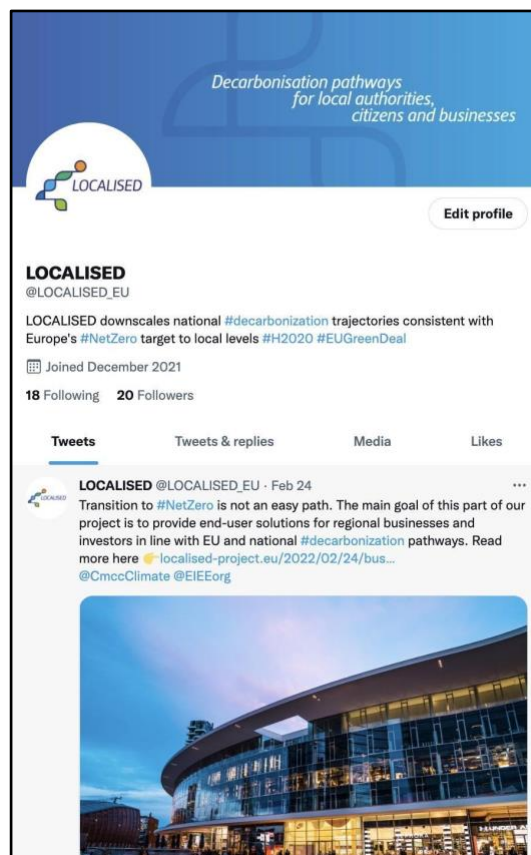 Decarbonisation pathways
for local authorities,
citizens and businesses
LOCALISED
Edit profile
LOCALISED
@LOCALISED_EU
LOCALISED downscales national #decarbonization trajectories consistent with
Europe's #NetZero target to local levels #H2020 #EUGreenDeal
Joined December 2021
18 Following 20 Followers
Tweets Tweets & replies Media Likes
LOCALISED
LOCALISED @LOCALISED_EU · Feb 24 ···
Transition to #NetZero is not an easy path. The main goal of this part of our
project is to provide end-user solutions for regional businesses and
investors in line with EU and national #decarbonization pathways. Read
more here 👉localised-project.eu/2022/02/24/bus...
@CmccClimate @EIEEorg